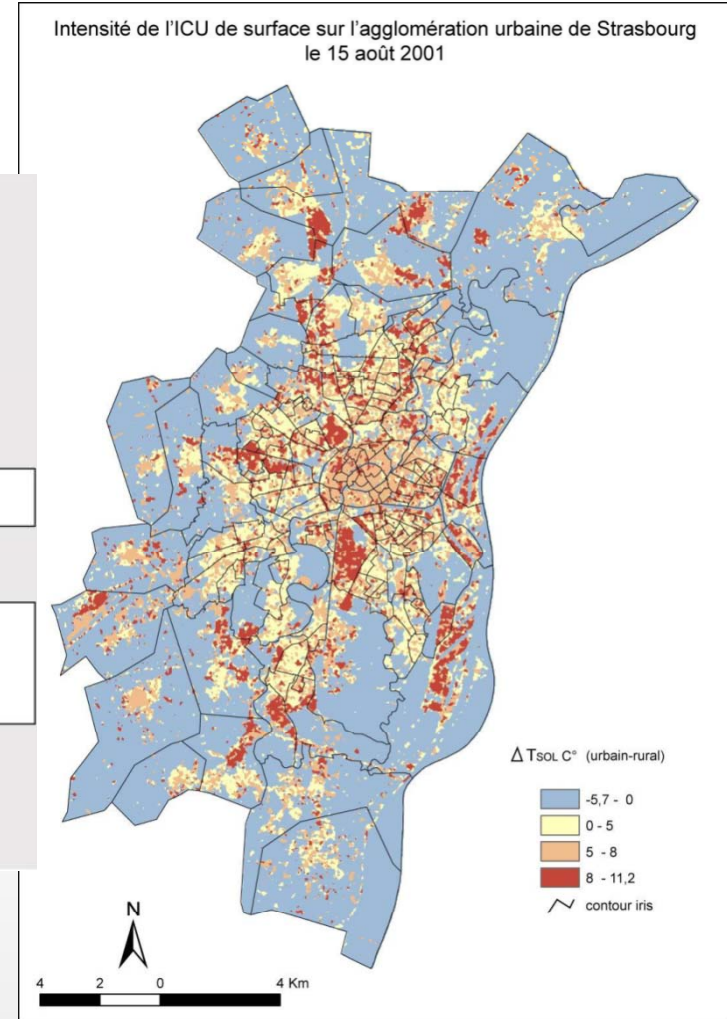 Intensité de l'ICU de surface sur l'agglomération urbaine de Strasbourg
le 15 août 2001
Δ TSOL C° (urbain-rural)
-5,7 - 0
0 - 5
5 - 8
8 - 11,2
contour iris
N
4 2 0 4 Km